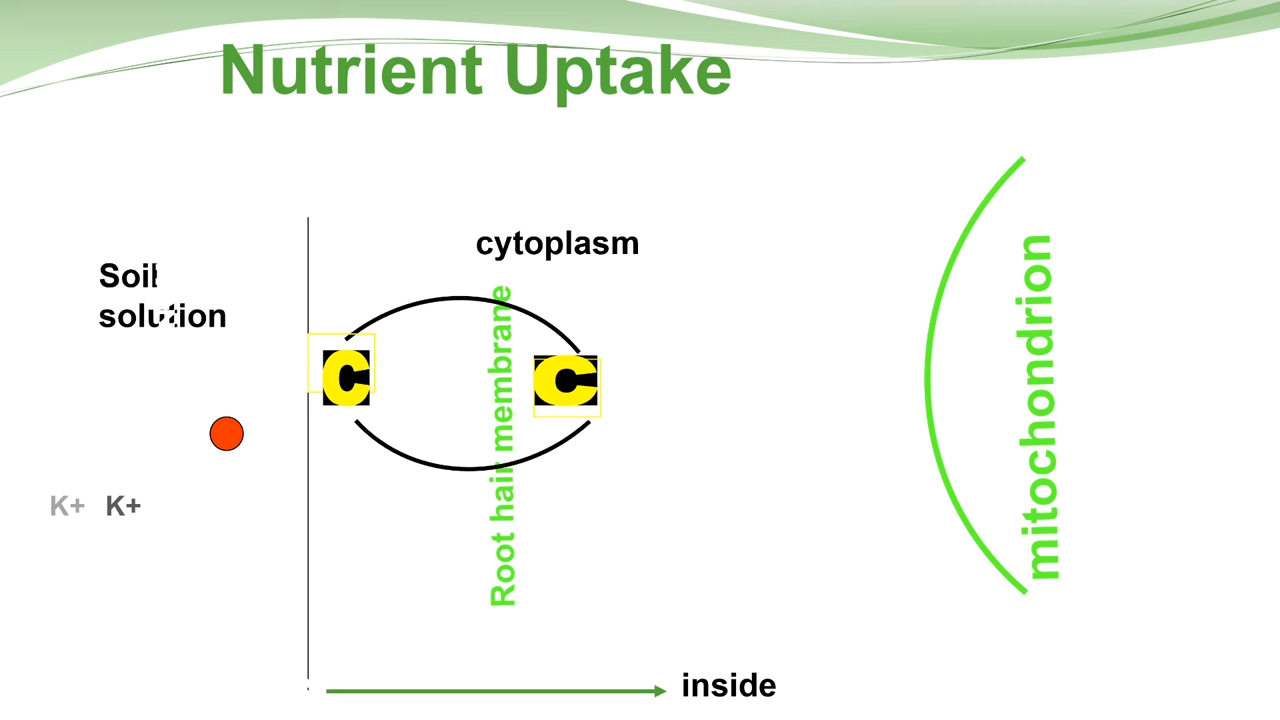 Nutrient Uptake
cytoplasm
Soil
solution
C
C
K+ K+
Root hair membrane
mitochondrion
inside